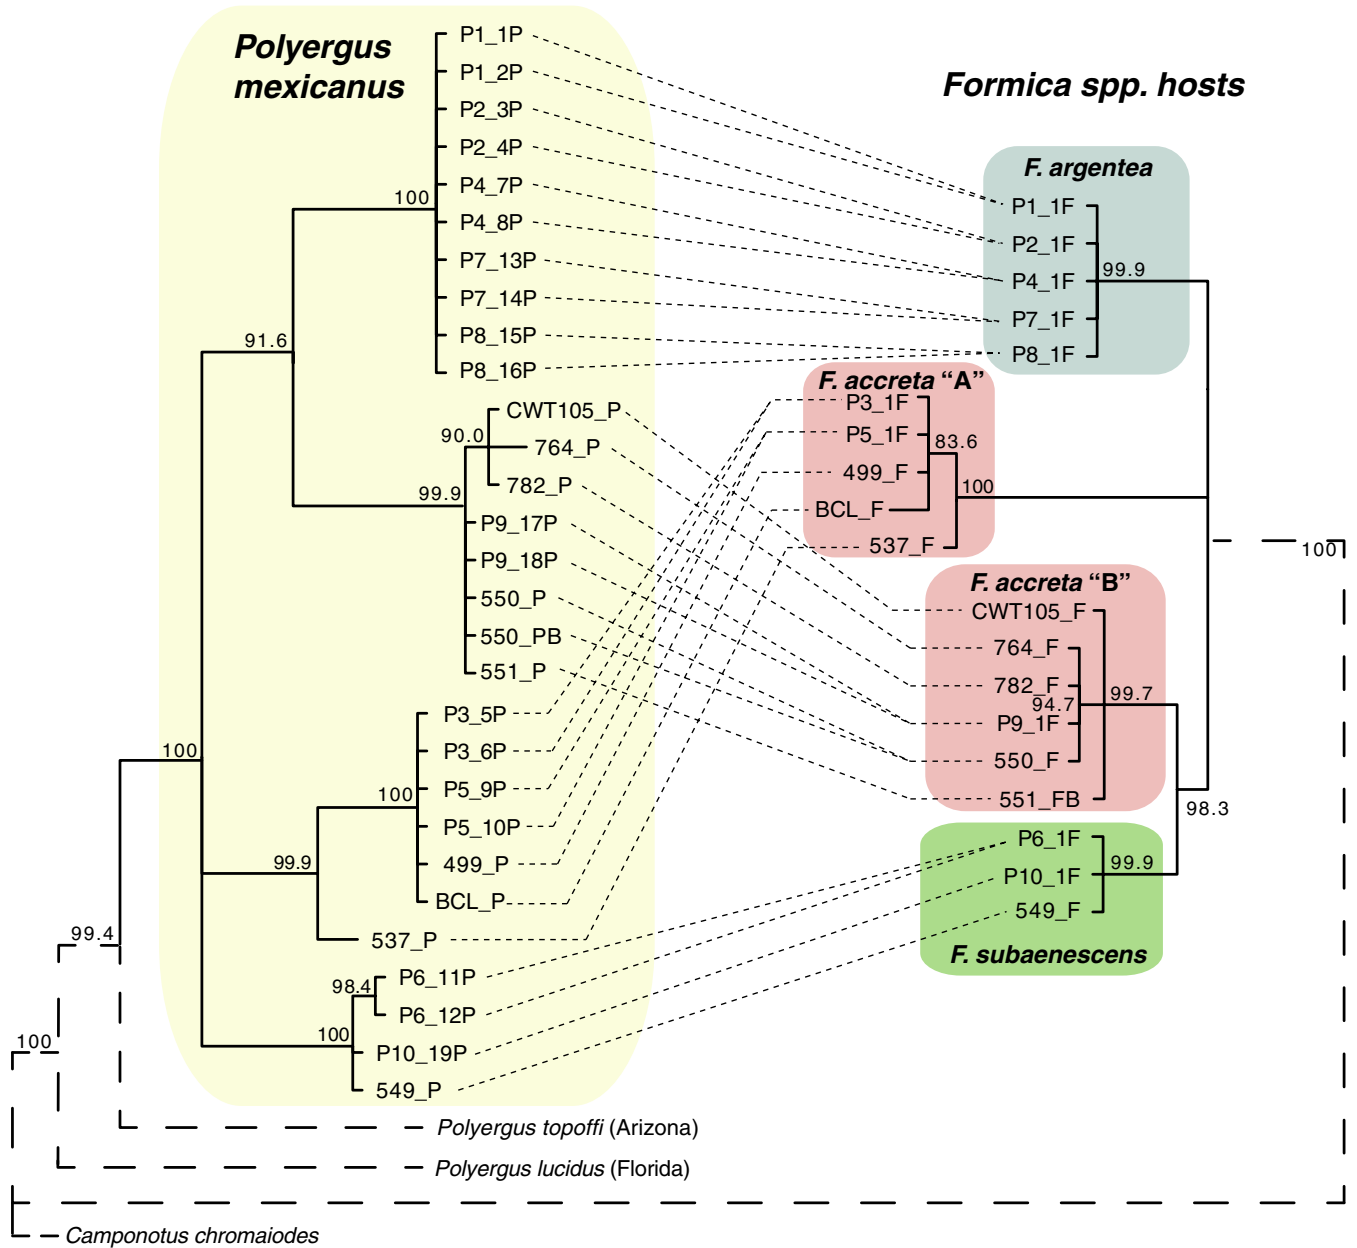 Polyergus
mexicanus
Formica spp. hosts
P1_1P
P1_2P
P2_3P
P2_4P
P4_7P
P4_8P
P7_13P
P7_14P
P8_15P
P8_16P
100
91.6
CWT105_P
764_P
782_P
90.0
P9_17P
P9_18P
550_P
550_PB
551_P
99.9
P3_5P
P3_6P
P5_9P
P5_10P
499_P
BCL_P
100
537_P
99.9
100
P6_11P
P6_12P
98.4
P10_19P
549_P
100
99.4
100
Polyergus topoffi (Arizona)
Polyergus lucidus (Florida)
Camponotus chromaiodes
F. argentea
P1_1F
P2_1F
P4_1F
P7_1F
P8_1F
99.9
F. accreta “A”
P3_1F
P5_1F
499_F
BCL_F
537_F
83.6
100
100
F. accreta “B”
CWT105_F
764_F
782_F
P9_1F
550_F
551_FB
94.7
99.7
98.3
P6_1F
P10_1F
549_F
99.9
F. subaenescens